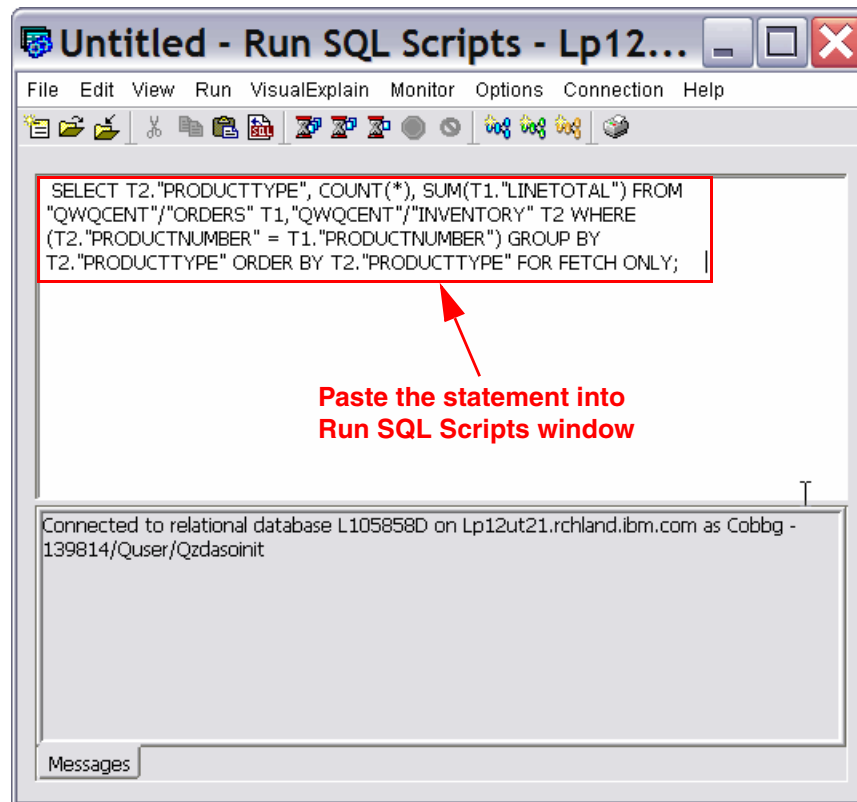 Untitled - Run SQL Scripts - Lp12...
File Edit View Run VisualExplain Monitor Options Connection Help
SELECT T2."PRODUCTTYPE", COUNT(*), SUM(T1."LINETOTAL") FROM
"QWQCENT"/"ORDERS" T1,"QWQCENT"/"INVENTORY" T2 WHERE
(T2."PRODUCTNUMBER" = T1."PRODUCTNUMBER") GROUP BY
T2."PRODUCTTYPE" ORDER BY T2."PRODUCTTYPE" FOR FETCH ONLY;
Paste the statement into
Run SQL Scripts window
Connected to relational database L105858D on Lp12ut21.rchland.ibm.com as Cobbg -
139814/Quser/Qzdasoinit
Messages